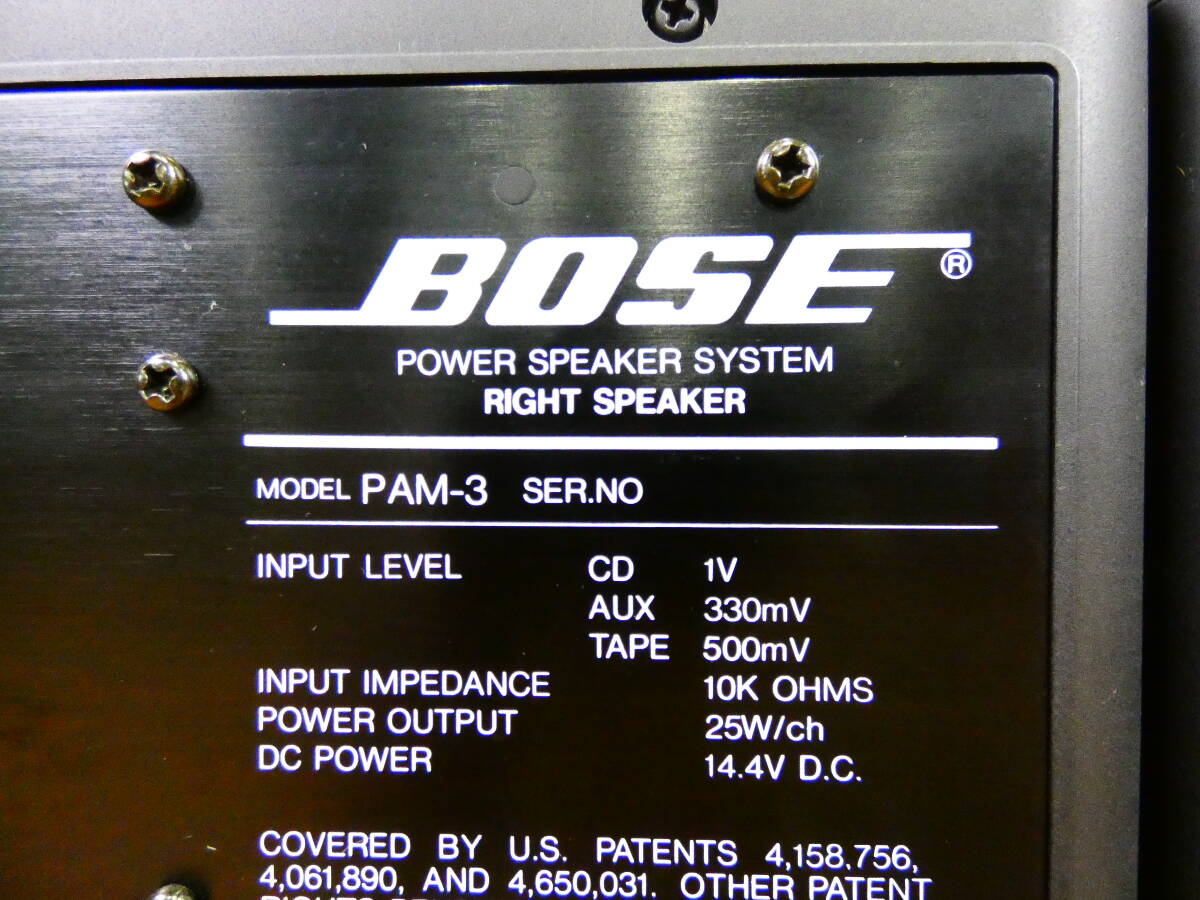 BOSE®
POWER SPEAKER SYSTEM
RIGHT SPEAKER
MODEL PAM-3 SER.NO
INPUT LEVEL CD 1V
AUX 330mV
TAPE 500mV
INPUT IMPEDANCE 10K OHMS
POWER OUTPUT 25W/ch
DC POWER 14.4V D.C.
COVERED BY U.S. PATENTS 4,158.756,
4,061,890, AND 4,650,031. OTHER PATENT